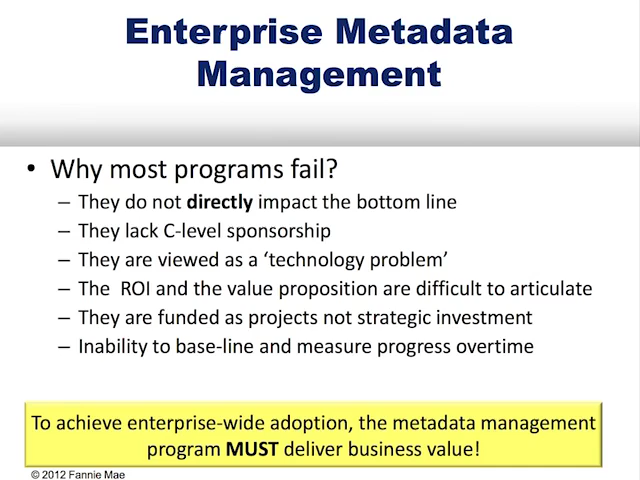 Enterprise Metadata
Management
• Why most programs fail?
– They do not directly impact the bottom line
– They lack C-level sponsorship
– They are viewed as a ‘technology problem’
– The ROI and the value proposition are difficult to articulate
– They are funded as projects not strategic investment
– Inability to base-line and measure progress overtime
To achieve enterprise-wide adoption, the metadata management
program MUST deliver business value!
© 2012 Fannie Mae